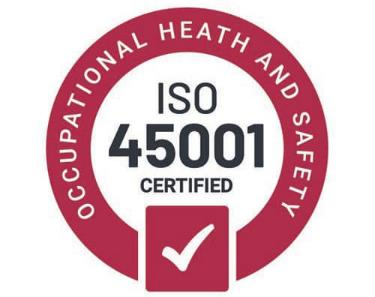 OCCUPATIONAL HEATH AND SAFETY
ISO
45001
CERTIFIED